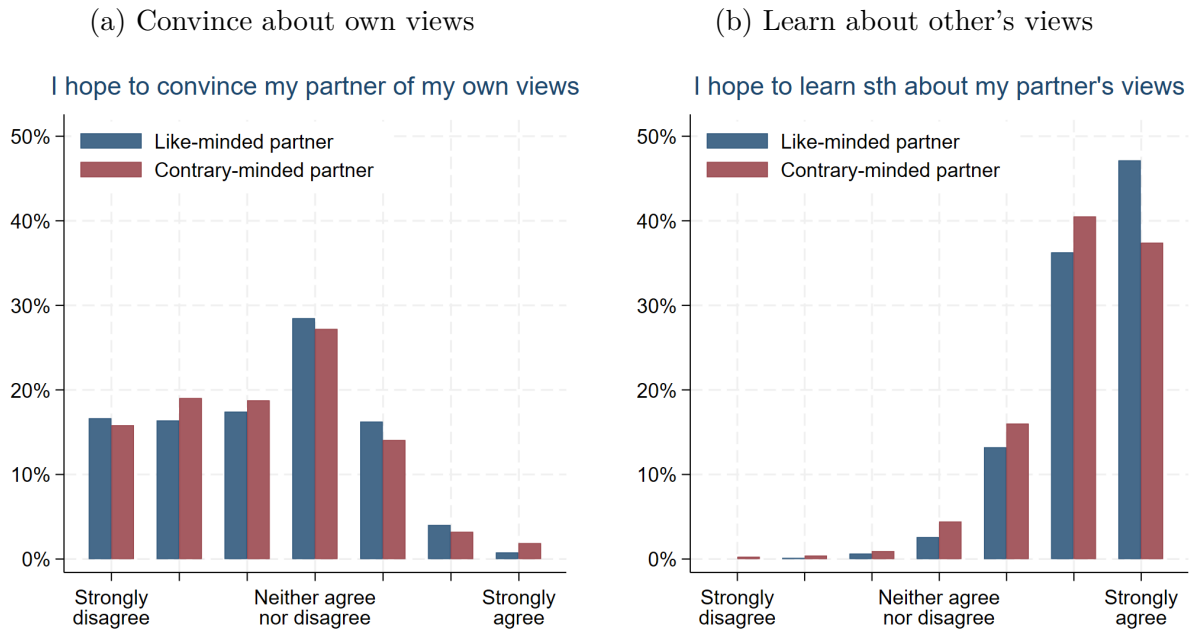 (a) Convince about own views
I hope to convince my partner of my own views
Like-minded partner
Contrary-minded partner
50%
40%
30%
20%
10%
0%
Strongly
disagree
Neither agree
nor disagree
Strongly
agree
(b) Learn about other's views
I hope to learn sth about my partner's views
Like-minded partner
Contrary-minded partner
50%
40%
30%
20%
10%
0%
Strongly
disagree
Neither agree
nor disagree
Strongly
agree